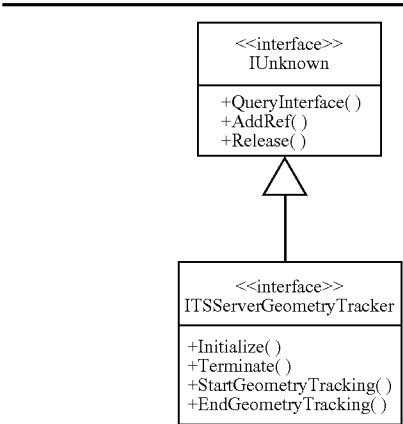 <<interface>>
IUnknown
+QueryInterface( )
+AddRef( )
+Release( )
<<interface>>
ITSServerGeometryTracker
+Initialize( )
+Terminate( )
+StartGeometryTracking( )
+EndGeometryTracking( )